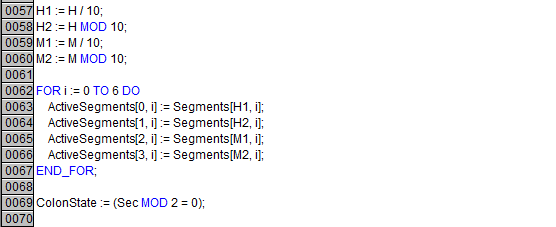 0057 H1 := H / 10;
0058 H2 := H MOD 10;
0059 M1 := M / 10;
0060 M2 := M MOD 10;
0061
0062 FOR i := 0 TO 6 DO
0063 ActiveSegments[0, i] := Segments[H1, i];
0064 ActiveSegments[1, i] := Segments[H2, i];
0065 ActiveSegments[2, i] := Segments[M1, i];
0066 ActiveSegments[3, i] := Segments[M2, i];
0067 END_FOR;
0068
0069 ColonState := (Sec MOD 2 = 0);
0070